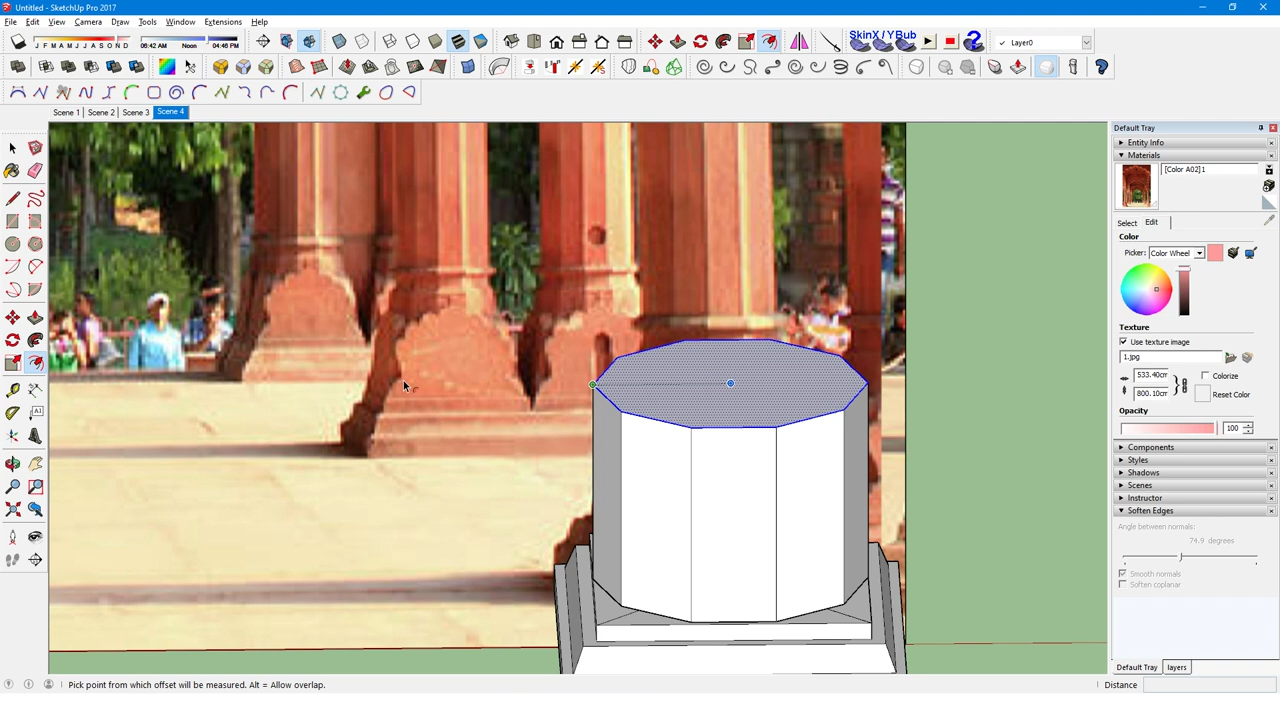 Untitled - SketchUp Pro 2017
File Edit View Camera Draw Tools Window Extensions Help
J F M A M J J A S O N D 06:42 AM Noon 04:46 PM SkinX / YBub Layer0
Scene 1 Scene 2 Scene 3 Scene 4
Default Tray
Entity Info
Materials
[Color A02]1
Select Edit
Color
Picker: Color Wheel
Texture
Use texture image
1.jpg
533.40cm Colorize
800.10cm Reset Color
Opacity
100
Components
Styles
Shadows
Scenes
Instructor
Soften Edges
Angle between normals:
74.9 degrees
Smooth normals
Soften coplanar
Default Tray layers
Pick point from which offset will be measured. Alt = Allow overlap. Distance